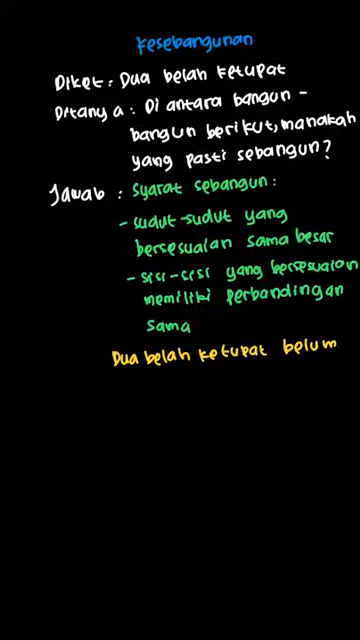 Kesebangunan
Diket : Dua belah ketupat
Ditanya : Di antara bangun -
bangun berikut, manakah
yang pasti sebangun?
Jawab : Syarat sebangun :
- sudut-sudut yang
bersesuaian sama besar
- sisi-sisi yang bersesuaian
memiliki perbandingan
sama
Dua belah ketupat belum